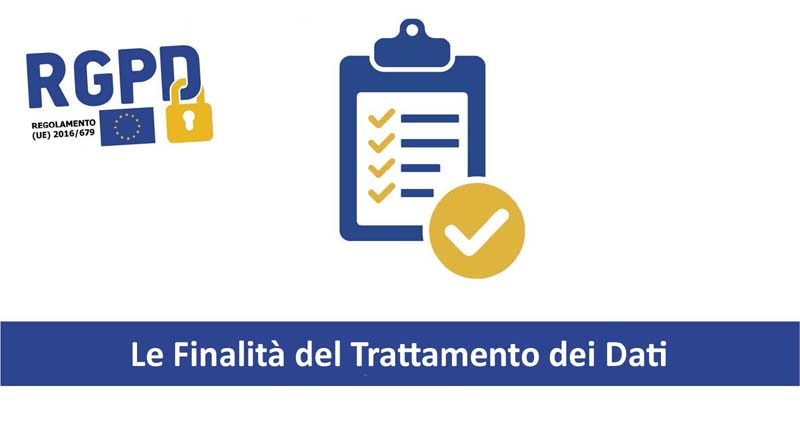 RGPD
REGOLAMENTO
(UE) 2016/679
Le Finalità del Trattamento dei Dati